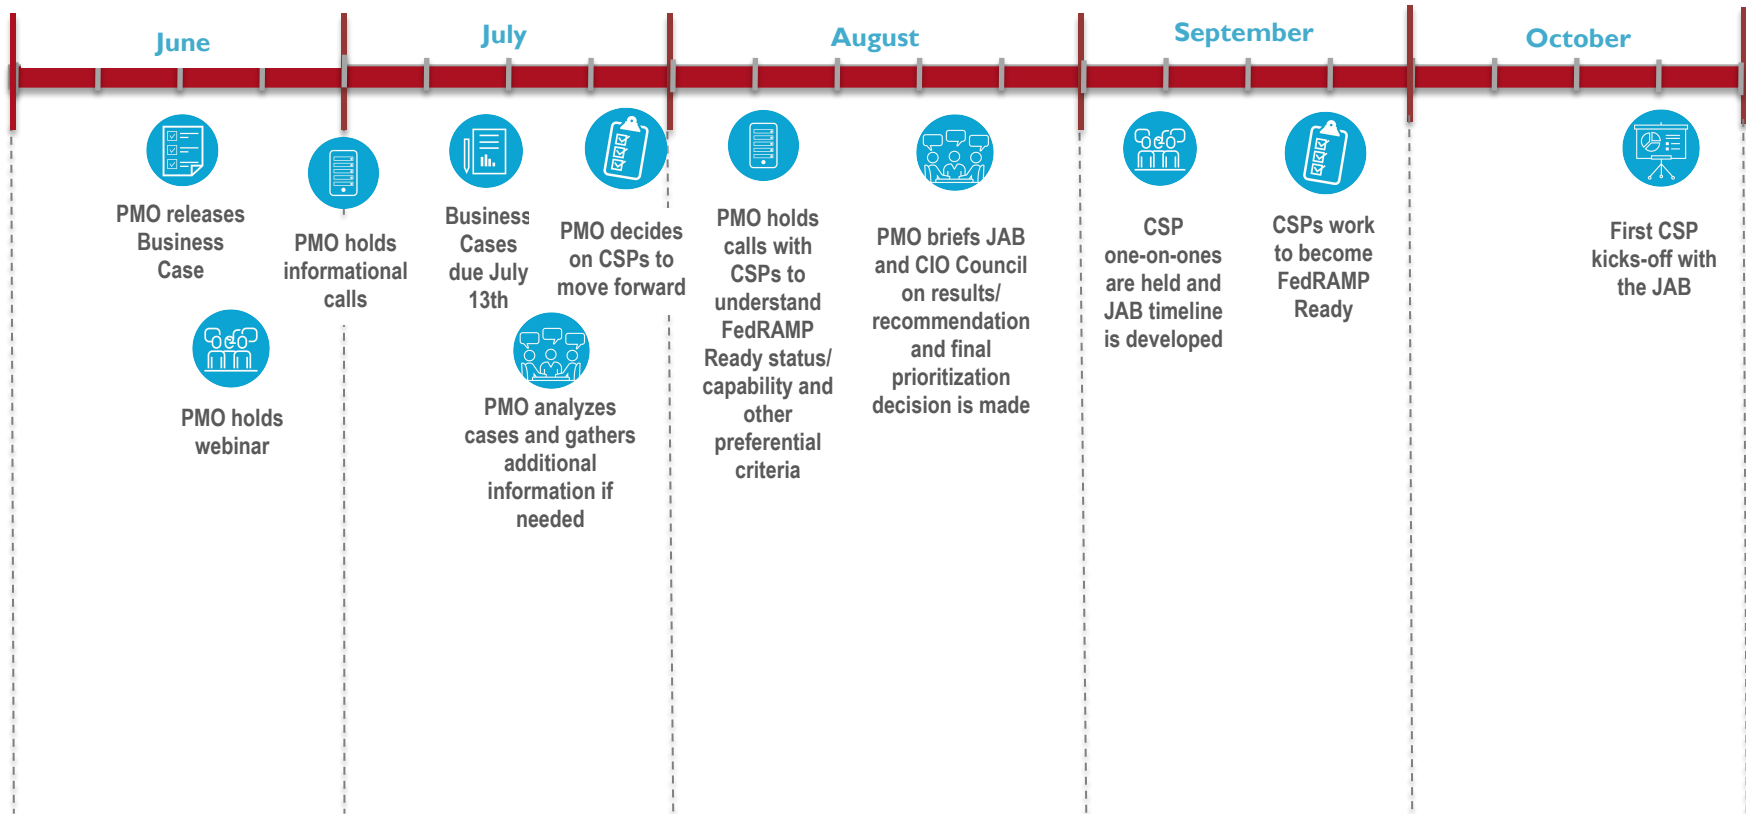 June
July
August
September
October
PMO releases
Business
Case
PMO holds
webinar
PMO holds
informational
calls
Business
Cases
due July
13th
PMO analyzes
cases and gathers
additional
information if
needed
PMO decides
on CSPs to
move forward
PMO holds
calls with
CSPs to
understand
FedRAMP
Ready status/
capability and
other
preferential
criteria
PMO briefs JAB
and CIO Council
on results/
recommendation
and final
prioritization
decision is made
CSP
one-on-ones
are held and
JAB timeline
is developed
CSPs work
to become
FedRAMP
Ready
First CSP
kicks-off with
the JAB